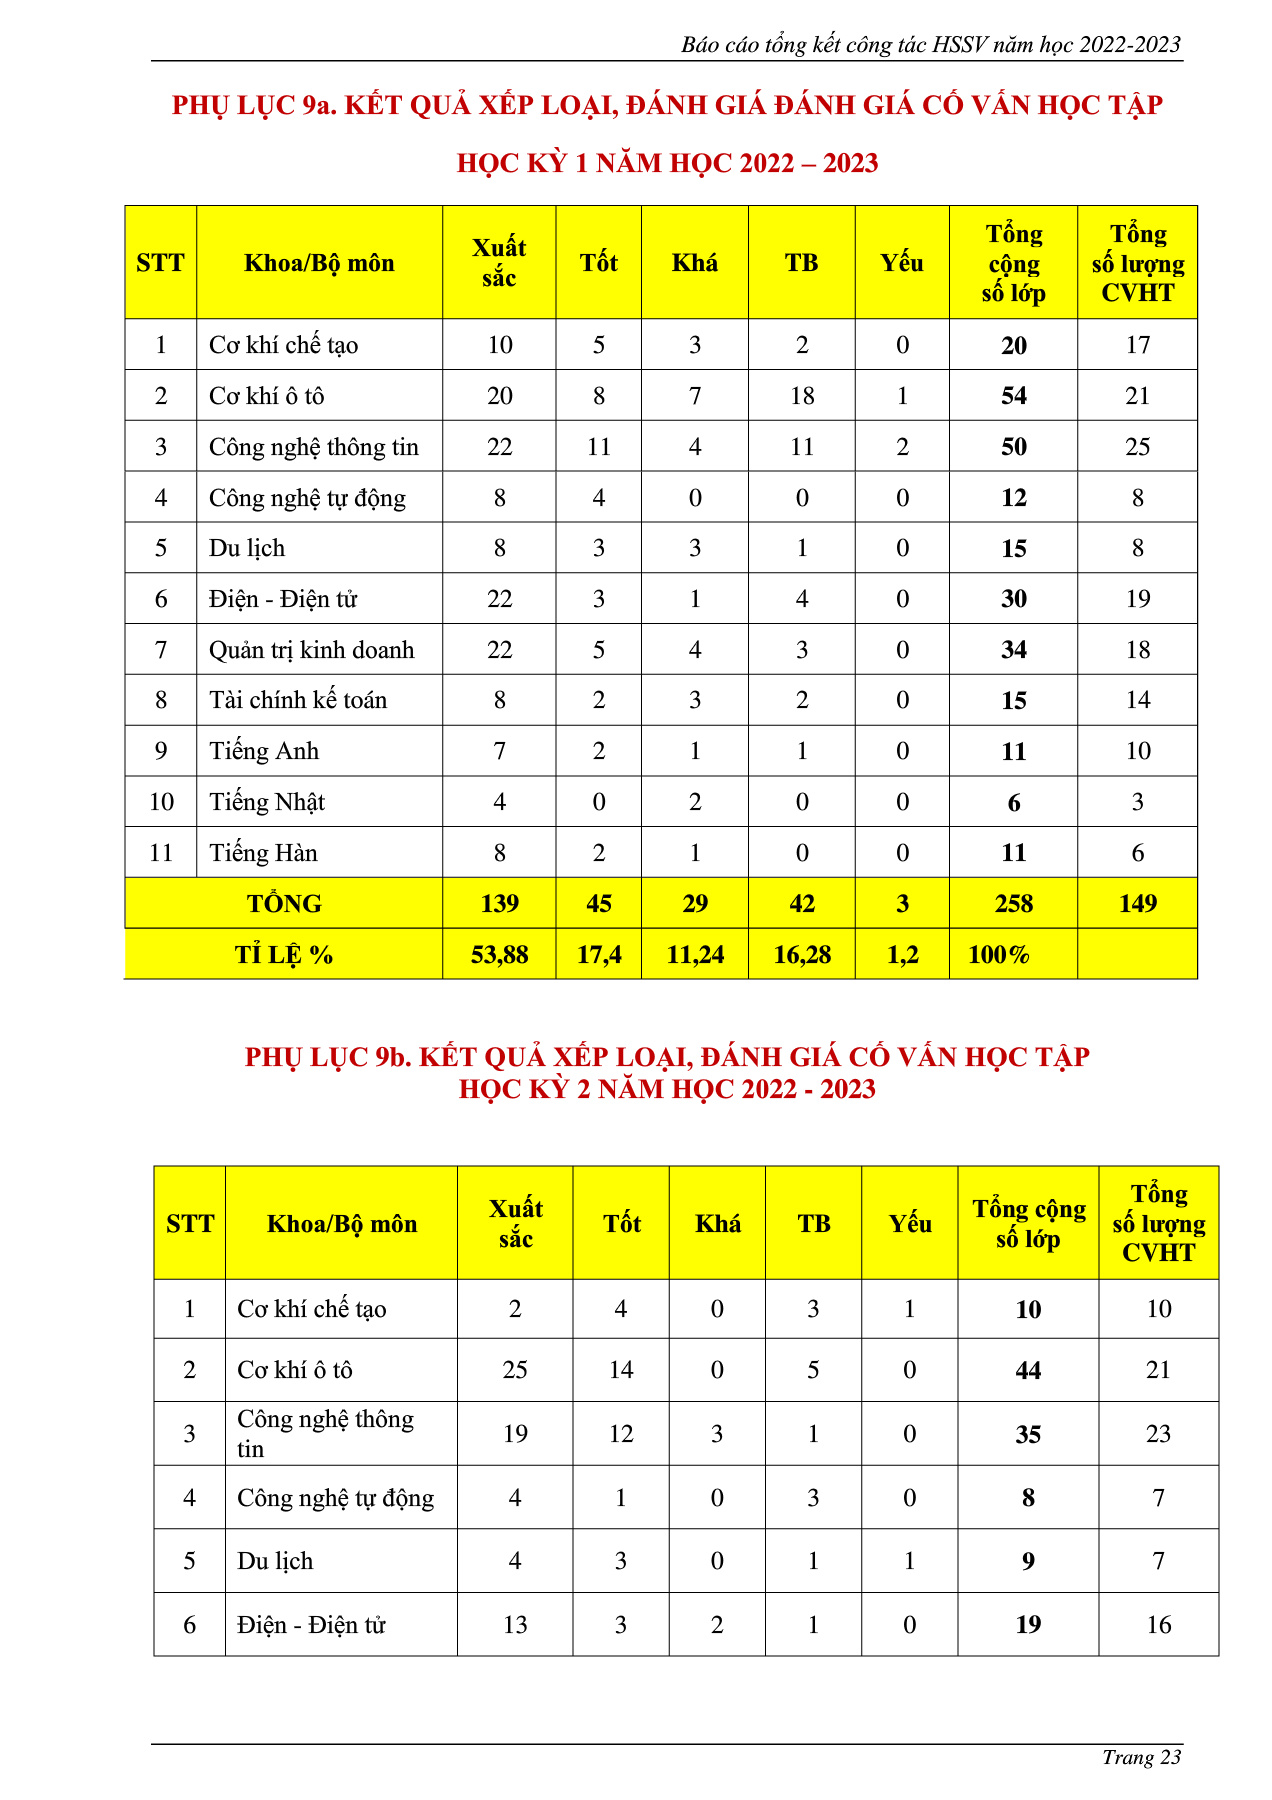 Báo cáo tổng kết công tác HSSV năm học 2022-2023
PHỤ LỤC 9a. KẾT QUẢ XẾP LOẠI, ĐÁNH GIÁ ĐÁNH GIÁ CỐ VẤN HỌC TẬP
HỌC KỲ 1 NĂM HỌC 2022 – 2023
STT Khoa/Bộ môn Xuất sắc Tốt Khá TB Yếu Tổng cộng số lớp Tổng số lượng CVHT
1 Cơ khí chế tạo 10 5 3 2 0 20 17
2 Cơ khí ô tô 20 8 7 18 1 54 21
3 Công nghệ thông tin 22 11 4 11 2 50 25
4 Công nghệ tự động 8 4 0 0 0 12 8
5 Du lịch 8 3 3 1 0 15 8
6 Điện - Điện tử 22 3 1 4 0 30 19
7 Quản trị kinh doanh 22 5 4 3 0 34 18
8 Tài chính kế toán 8 2 3 2 0 15 14
9 Tiếng Anh 7 2 1 1 0 11 10
10 Tiếng Nhật 4 0 2 0 0 6 3
11 Tiếng Hàn 8 2 1 0 0 11 6
TỔNG 139 45 29 42 3 258 149
TỈ LỆ % 53,88 17,4 11,24 16,28 1,2 100%
PHỤ LỤC 9b. KẾT QUẢ XẾP LOẠI, ĐÁNH GIÁ CỐ VẤN HỌC TẬP
HỌC KỲ 2 NĂM HỌC 2022 - 2023
STT Khoa/Bộ môn Xuất sắc Tốt Khá TB Yếu Tổng cộng số lớp Tổng số lượng CVHT
1 Cơ khí chế tạo 2 4 0 3 1 10 10
2 Cơ khí ô tô 25 14 0 5 0 44 21
3 Công nghệ thông tin 19 12 3 1 0 35 23
4 Công nghệ tự động 4 1 0 3 0 8 7
5 Du lịch 4 3 0 1 1 9 7
6 Điện - Điện tử 13 3 2 1 0 19 16
Trang 23